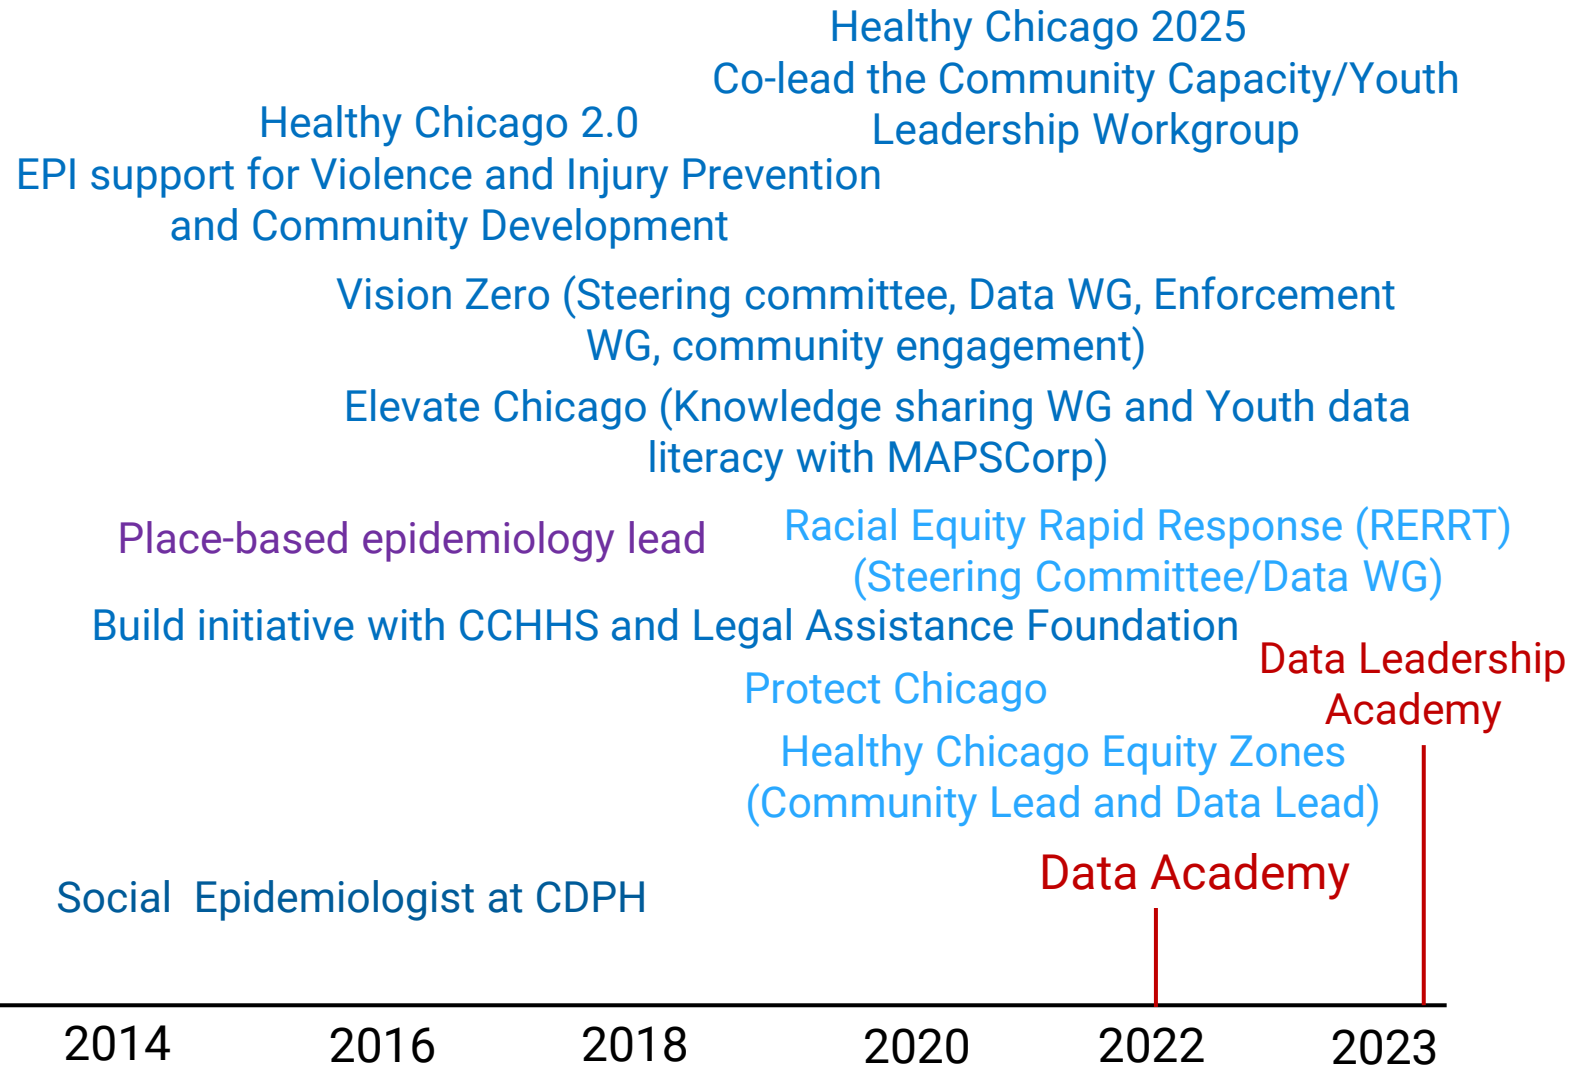 Healthy Chicago 2025
Co-lead the Community Capacity/Youth
Leadership Workgroup
Healthy Chicago 2.0
EPI support for Violence and Injury Prevention
and Community Development
Vision Zero (Steering committee, Data WG, Enforcement
WG, community engagement)
Elevate Chicago (Knowledge sharing WG and Youth data
literacy with MAPSCorp)
Place-based epidemiology lead
Racial Equity Rapid Response (RERRT)
(Steering Committee/Data WG)
Build initiative with CCHHS and Legal Assistance Foundation
Data Leadership
Academy
Protect Chicago
Healthy Chicago Equity Zones
(Community Lead and Data Lead)
Data Academy
Social Epidemiologist at CDPH
2014
2016
2018
2020
2022
2023